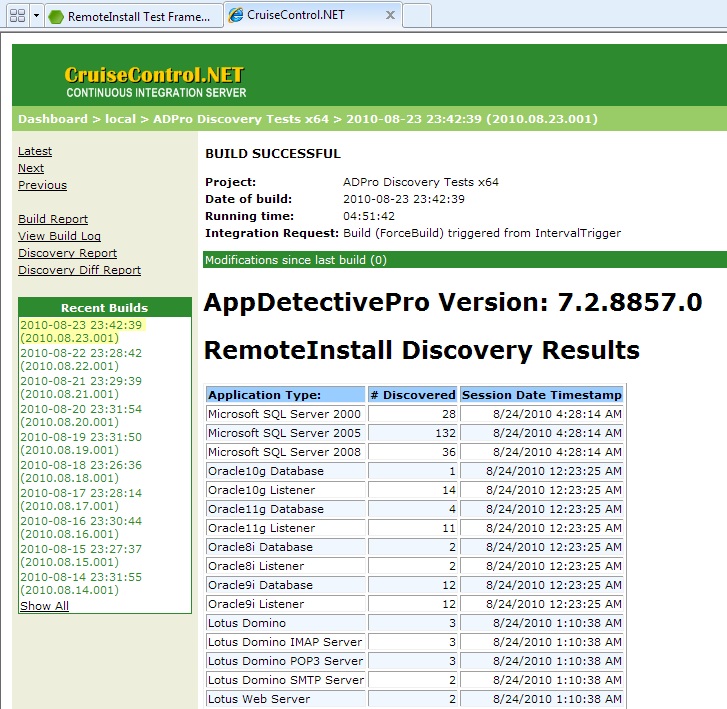 RemoteInstall Test Frame...
CruiseControl.NET
CruiseControl.NET
CONTINUOUS INTEGRATION SERVER
Dashboard > local > ADPro Discovery Tests x64 > 2010-08-23 23:42:39 (2010.08.23.001)
Latest
Next
Previous
Build Report
View Build Log
Discovery Report
Discovery Diff Report
Recent Builds
2010-08-23 23:42:39
(2010.08.23.001)
2010-08-22 23:28:42
(2010.08.22.001)
2010-08-21 23:29:39
(2010.08.21.001)
2010-08-20 23:31:54
(2010.08.20.001)
2010-08-19 23:31:50
(2010.08.19.001)
2010-08-18 23:26:36
(2010.08.18.001)
2010-08-17 23:28:14
(2010.08.17.001)
2010-08-16 23:30:44
(2010.08.16.001)
2010-08-15 23:27:37
(2010.08.15.001)
2010-08-14 23:31:55
(2010.08.14.001)
Show All
BUILD SUCCESSFUL
Project: ADPro Discovery Tests x64
Date of build: 2010-08-23 23:42:39
Running time: 04:51:42
Integration Request: Build (ForceBuild) triggered from IntervalTrigger
Modifications since last build (0)
AppDetectivePro Version: 7.2.8857.0
RemoteInstall Discovery Results
Application Type: # Discovered Session Date Timestamp
Microsoft SQL Server 2000 28 8/24/2010 4:28:14 AM
Microsoft SQL Server 2005 132 8/24/2010 4:28:14 AM
Microsoft SQL Server 2008 36 8/24/2010 4:28:14 AM
Oracle10g Database 1 8/24/2010 12:23:25 AM
Oracle10g Listener 14 8/24/2010 12:23:25 AM
Oracle11g Database 4 8/24/2010 12:23:25 AM
Oracle11g Listener 11 8/24/2010 12:23:25 AM
Oracle8i Database 2 8/24/2010 12:23:25 AM
Oracle8i Listener 2 8/24/2010 12:23:25 AM
Oracle9i Database 12 8/24/2010 12:23:25 AM
Oracle9i Listener 12 8/24/2010 12:23:25 AM
Lotus Domino 3 8/24/2010 1:10:38 AM
Lotus Domino IMAP Server 3 8/24/2010 1:10:38 AM
Lotus Domino POP3 Server 3 8/24/2010 1:10:38 AM
Lotus Domino SMTP Server 2 8/24/2010 1:10:38 AM
Lotus Web Server 2 8/24/2010 1:10:38 AM